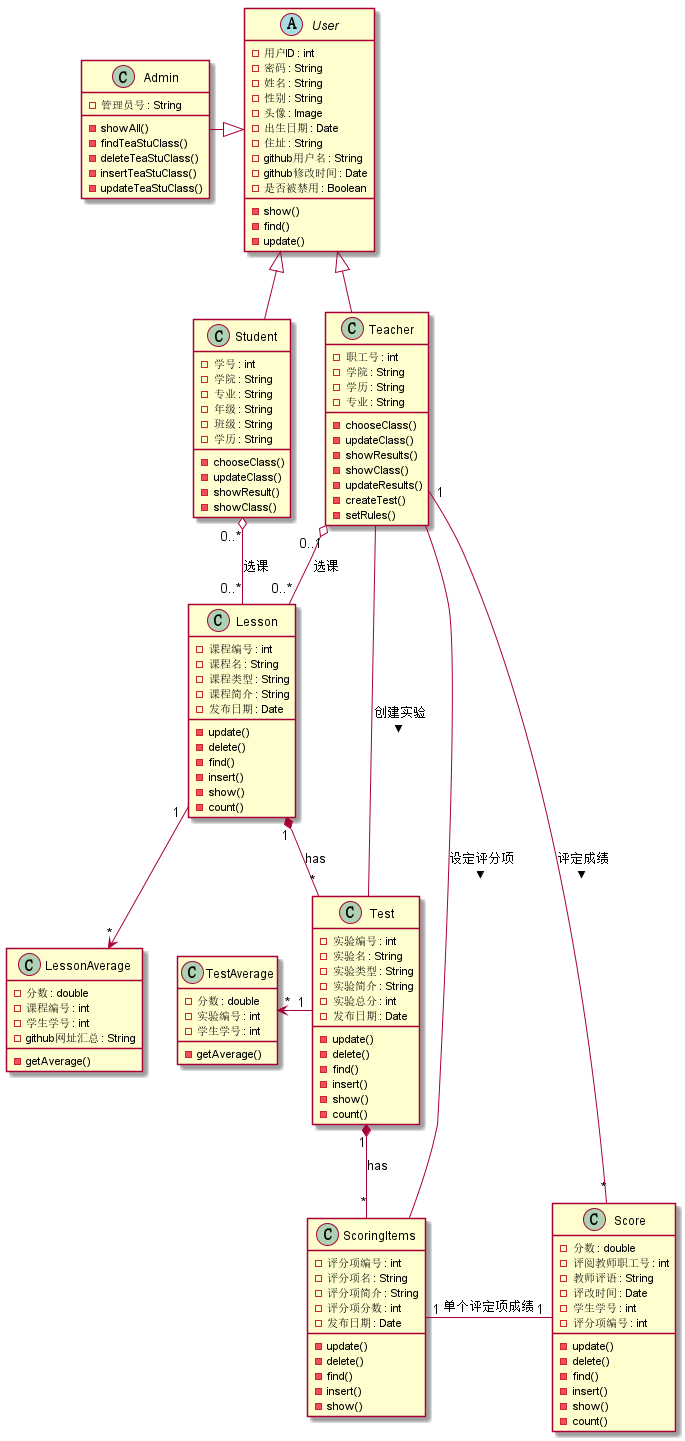 A User
用户ID : int
密码 : String
姓名 : String
性别 : String
头像 : Image
出生日期 : Date
住址 : String
github用户名 : String
github修改时间 : Date
是否被禁用 : Boolean
show()
find()
update()
C Admin
管理员号 : String
showAll()
findTeaStuClass()
deleteTeaStuClass()
insertTeaStuClass()
updateTeaStuClass()
C Student
学号 : int
学院 : String
专业 : String
年级 : String
班级 : String
学历 : String
chooseClass()
updateClass()
showResult()
showClass()
C Teacher
职工号 : int
学院 : String
学历 : String
专业 : String
chooseClass()
updateClass()
showResults()
showClass()
updateResults()
createTest()
setRules()
1
0..*
选课
0..*
0..1
选课
0..*
C Lesson
课程编号 : int
课程名 : String
课程类型 : String
课程简介 : String
发布日期 : Date
update()
delete()
find()
insert()
show()
count()
创建实验
1
*
1
has
*
设定评分项
评定成绩
C LessonAverage
分数 : double
课程编号 : int
学生学号 : int
github网址汇总 : String
getAverage()
C TestAverage
分数 : double
实验编号 : int
学生学号 : int
getAverage()
* 1
C Test
实验编号 : int
实验名 : String
实验类型 : String
实验简介 : String
实验总分 : int
发布日期 : Date
update()
delete()
find()
insert()
show()
count()
1
has
*
*
C ScoringItems
评分项编号 : int
评分项名 : String
评分项简介 : String
评分项分数 : int
发布日期 : Date
update()
delete()
find()
insert()
show()
1 单个评定项成绩 1
C Score
分数 : double
评阅教师职工号 : int
教师评语 : String
评改时间 : Date
学生学号 : int
评分项编号 : int
update()
delete()
find()
insert()
show()
count()